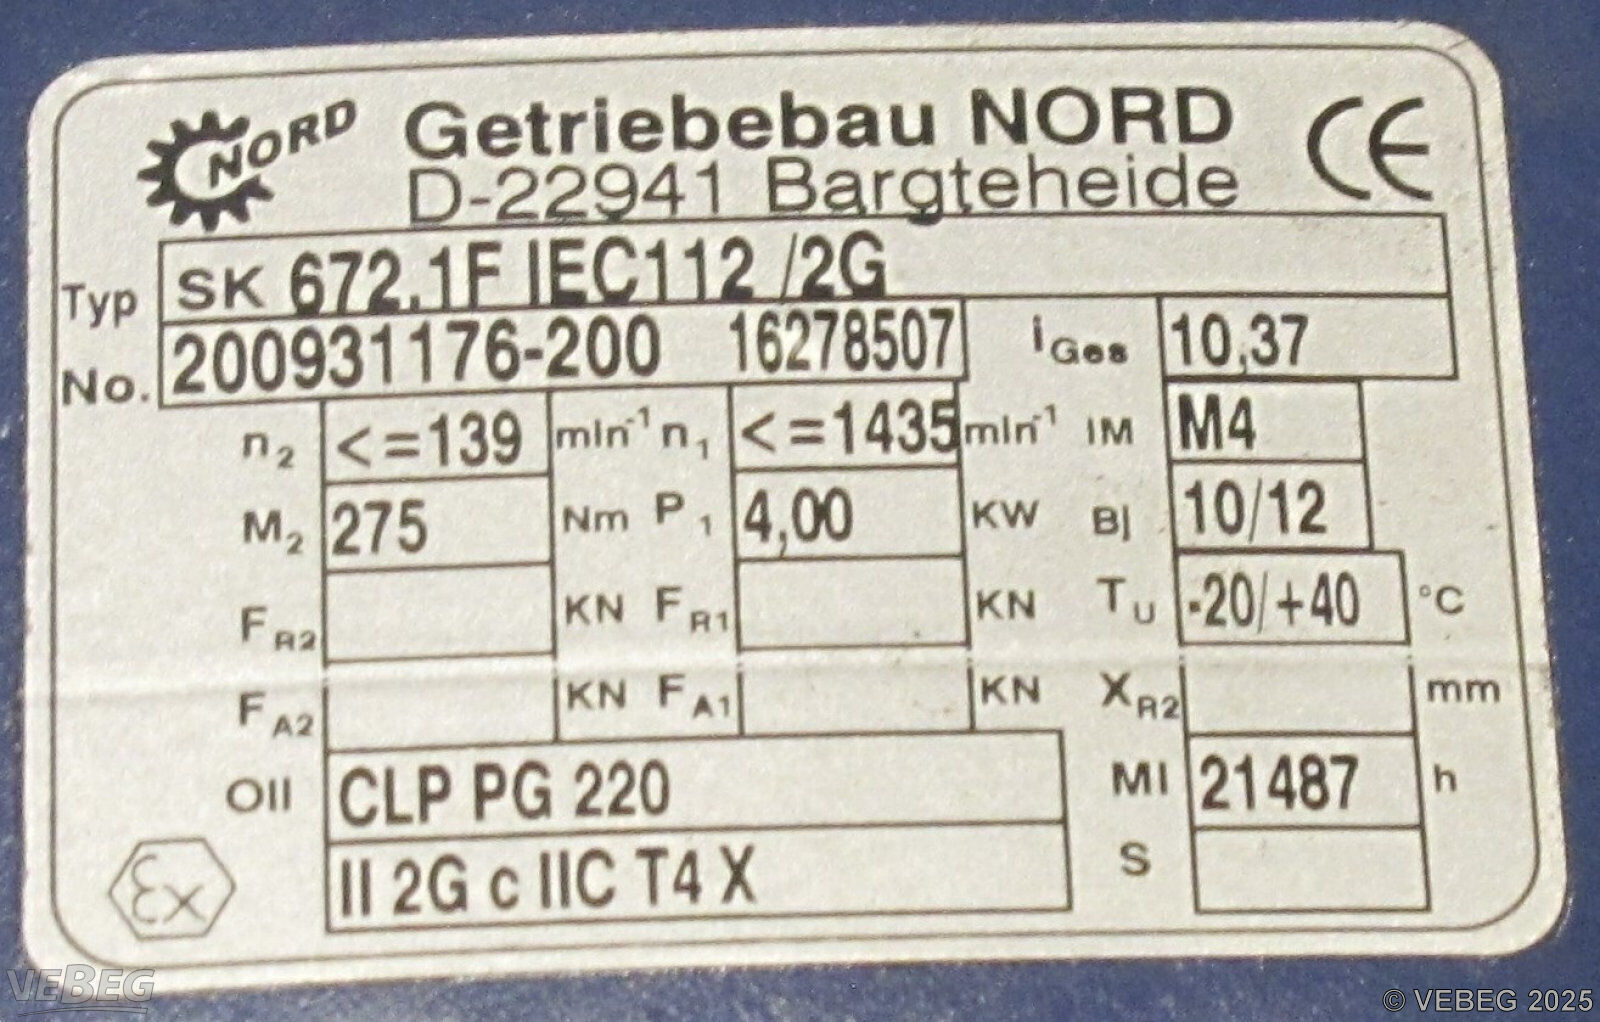 NORD Getriebebau NORD CE
D-22941 Bargteheide
Typ SK 672.1F IEC112 /2G
No. 200931176-200 16278507 iGes 10,37
n2 <=139 min-1 n1 <=1435 min-1 IM M4
M2 275 Nm P1 4,00 KW Bj 10/12
FR2 KN FR1 KN TU -20/+40 °C
FA2 KN FA1 KN XR2 mm
Oil CLP PG 220 MI 21487 h
εx II 2G c IIC T4 X S
VEBEG
© VEBEG 2025